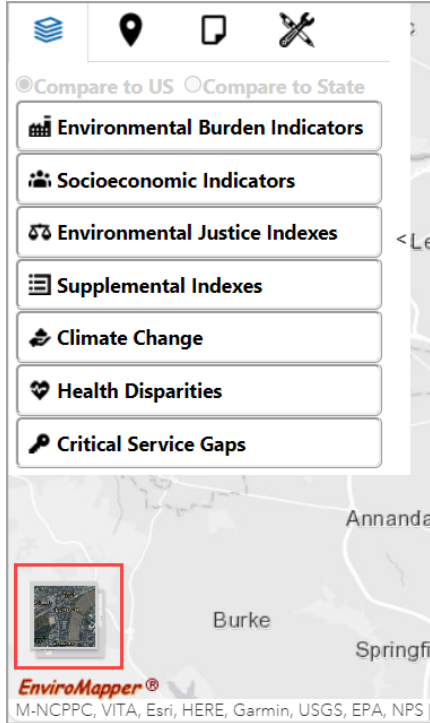 Compare to US Compare to State
Environmental Burden Indicators
Socioeconomic Indicators
Environmental Justice Indexes
< Le
Supplemental Indexes
Climate Change
Health Disparities
Critical Service Gaps
Annanda
Burke
Springfi
EnviroMapper ®
M-NCPPC, VITA, Esri, HERE, Garmin, USGS, EPA, NPS |